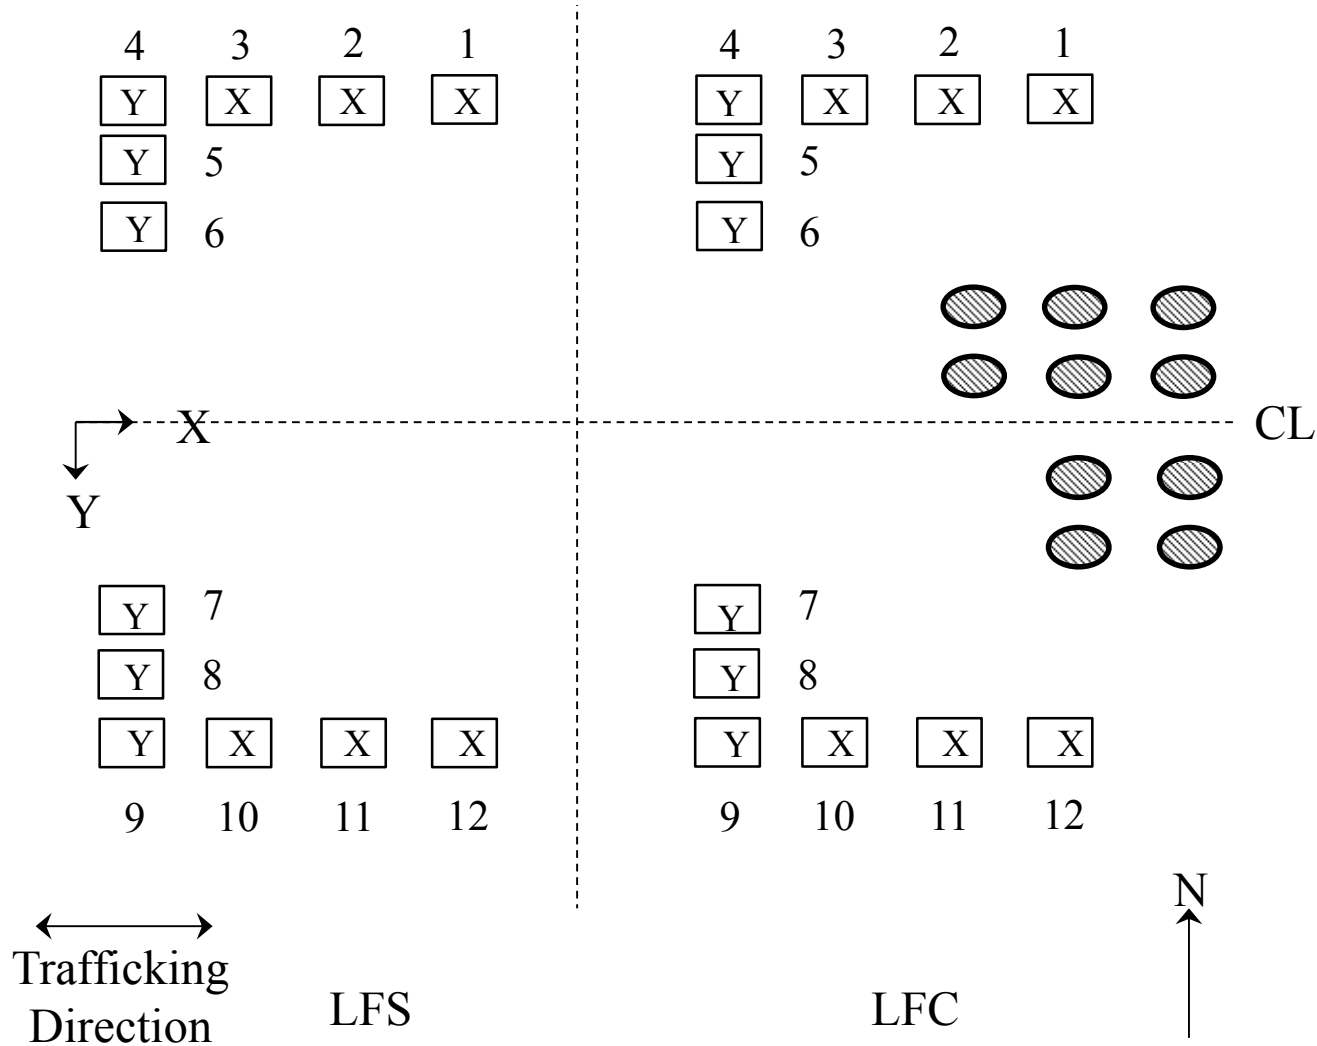 4 3 2 1 4 3 2 1
Y X X X Y X X X
Y 5 Y 5
Y 6 Y 6
X CL
Y
Y 7 Y 7
Y 8 Y 8
Y X X X Y X X X
9 10 11 12 9 10 11 12
N
Trafficking
Direction
LFS LFC